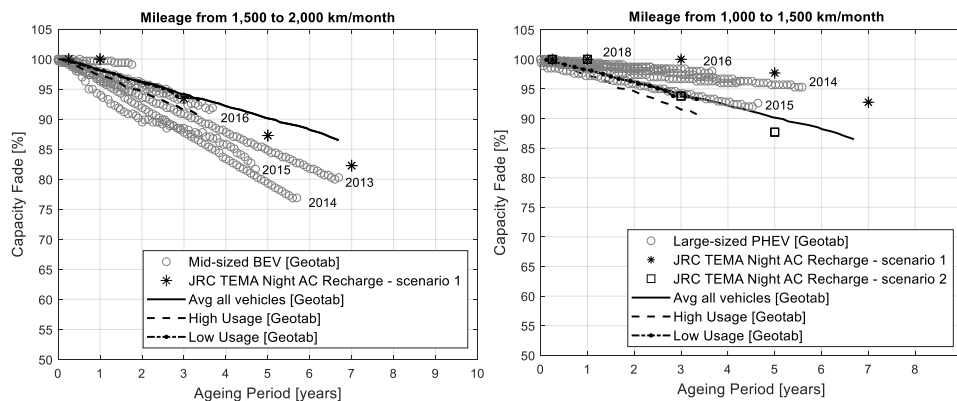 Mileage from 1,500 to 2,000 km/month
Capacity Fade [%]
105
100
95
90
85
80
75
70
65
60
55
50
0 1 2 3 4 5 6 7 8 9 10
Ageing Period [years]
2016
2015
2013
2014
Mid-sized BEV [Geotab]
JRC TEMA Night AC Recharge - scenario 1
Avg all vehicles [Geotab]
High Usage [Geotab]
Low Usage [Geotab]
Mileage from 1,000 to 1,500 km/month
Capacity Fade [%]
105
100
95
90
85
80
75
70
65
60
55
50
0 1 2 3 4 5 6 7 8
Ageing Period [years]
2018
2016
2014
2015
Large-sized PHEV [Geotab]
JRC TEMA Night AC Recharge - scenario 1
JRC TEMA Night AC Recharge - scenario 2
Avg all vehicles [Geotab]
High Usage [Geotab]
Low Usage [Geotab]